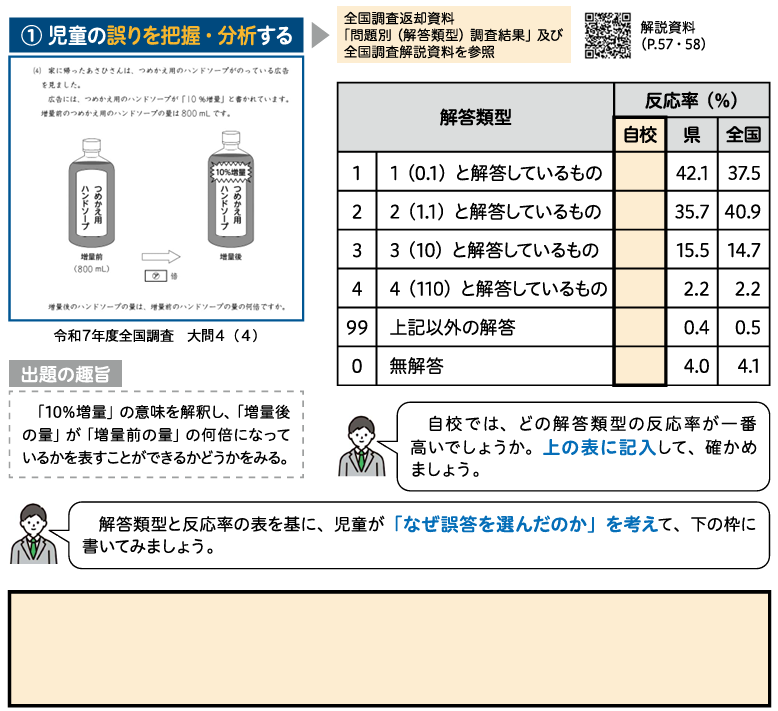 ① 児童の誤りを把握・分析する
全国調査返却資料
「問題別（解答類型）調査結果」及び
全国調査解説資料を参照
解説資料
（P.57・58）
(4) 家に帰ったあさひさんは、つめかえ用のハンドソープがのっている広告
を見ました。
広告には、つめかえ用のハンドソープが「10％増量」と書かれています。
増量前のつめかえ用のハンドソープの量は 800 mL です。
つめかえ用
ハンドソープ
増量前
(800 mL)
㋐ 倍
10%増量
つめかえ用
ハンドソープ
増量後
増量後のハンドソープの量は、増量前のハンドソープの量の何倍ですか。
令和７年度全国調査 大問４（４）
出題の趣旨
「10％増量」の意味を解釈し、「増量後
の量」が「増量前の量」の何倍になって
いるかを表すことができるかどうかをみる。
解答類型 反応率（％）
自校 県 全国
1 1（0.1）と解答しているもの 42.1 37.5
2 2（1.1）と解答しているもの 35.7 40.9
3 3（10）と解答しているもの 15.5 14.7
4 4（110）と解答しているもの 2.2 2.2
99 上記以外の解答 0.4 0.5
0 無解答 4.0 4.1
自校では、どの解答類型の反応率が一番
高いでしょうか。上の表に記入して、確かめ
ましょう。
解答類型と反応率の表を基に、児童が「なぜ誤答を選んだのか」を考えて、下の枠に
書いてみましょう。